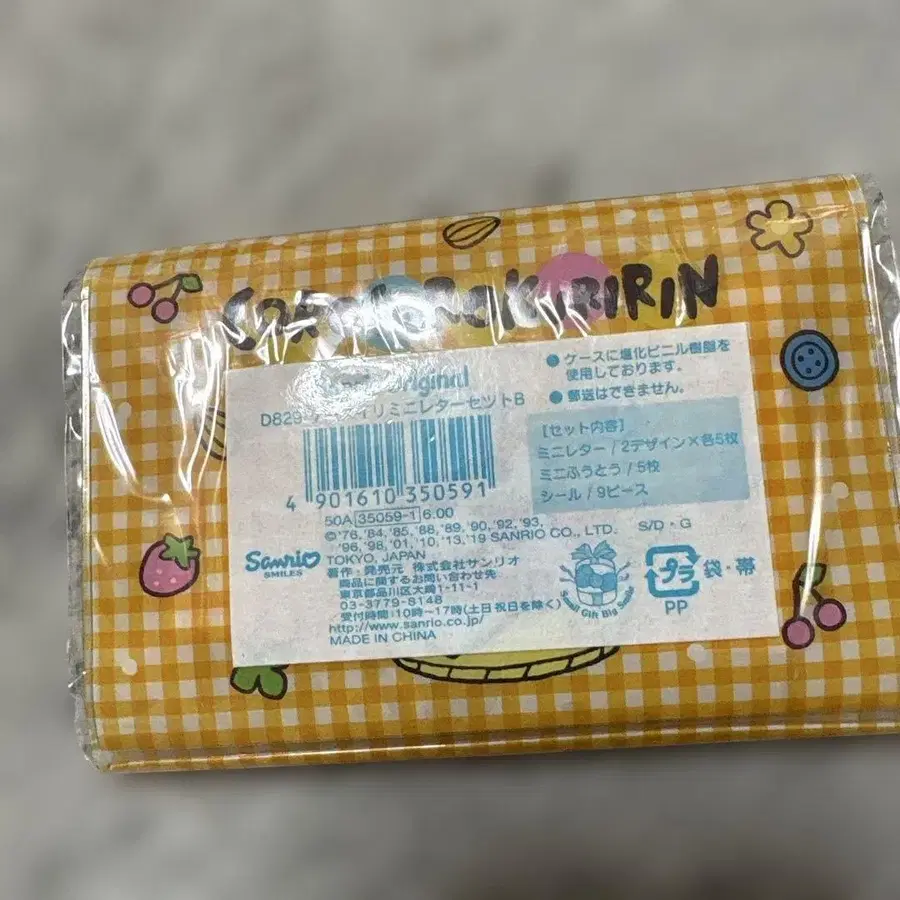 KIRIRIN
Original
リミニレターセットB
4 901610 350591
50A 35059-1 6.00
©'76,'84,'85,'88,'89,'90,'92,'93,
'96,'98,'01,'10,'13,'19 SANRIO CO., LTD.
S/D・G
TOKYO, JAPAN
著作・発売元 株式会社サンリオ
商品に関するお問い合わせ先
東京都品川区大崎1-11-1
03-3779-8148
受付時間:10時~17時(土日祝日を除く)
http://www.sanrio.co.jp/
MADE IN CHINA
Sanrio
SMILES
●ケースに塩化ビニル樹脂を
使用しております。
●郵送はできません。
【セット内容】
ミニレター/2デザイン×各5枚
ミニふうとう/5枚
シール/9ピース
Small Gift Big Smile
プラ
PP
袋・帯